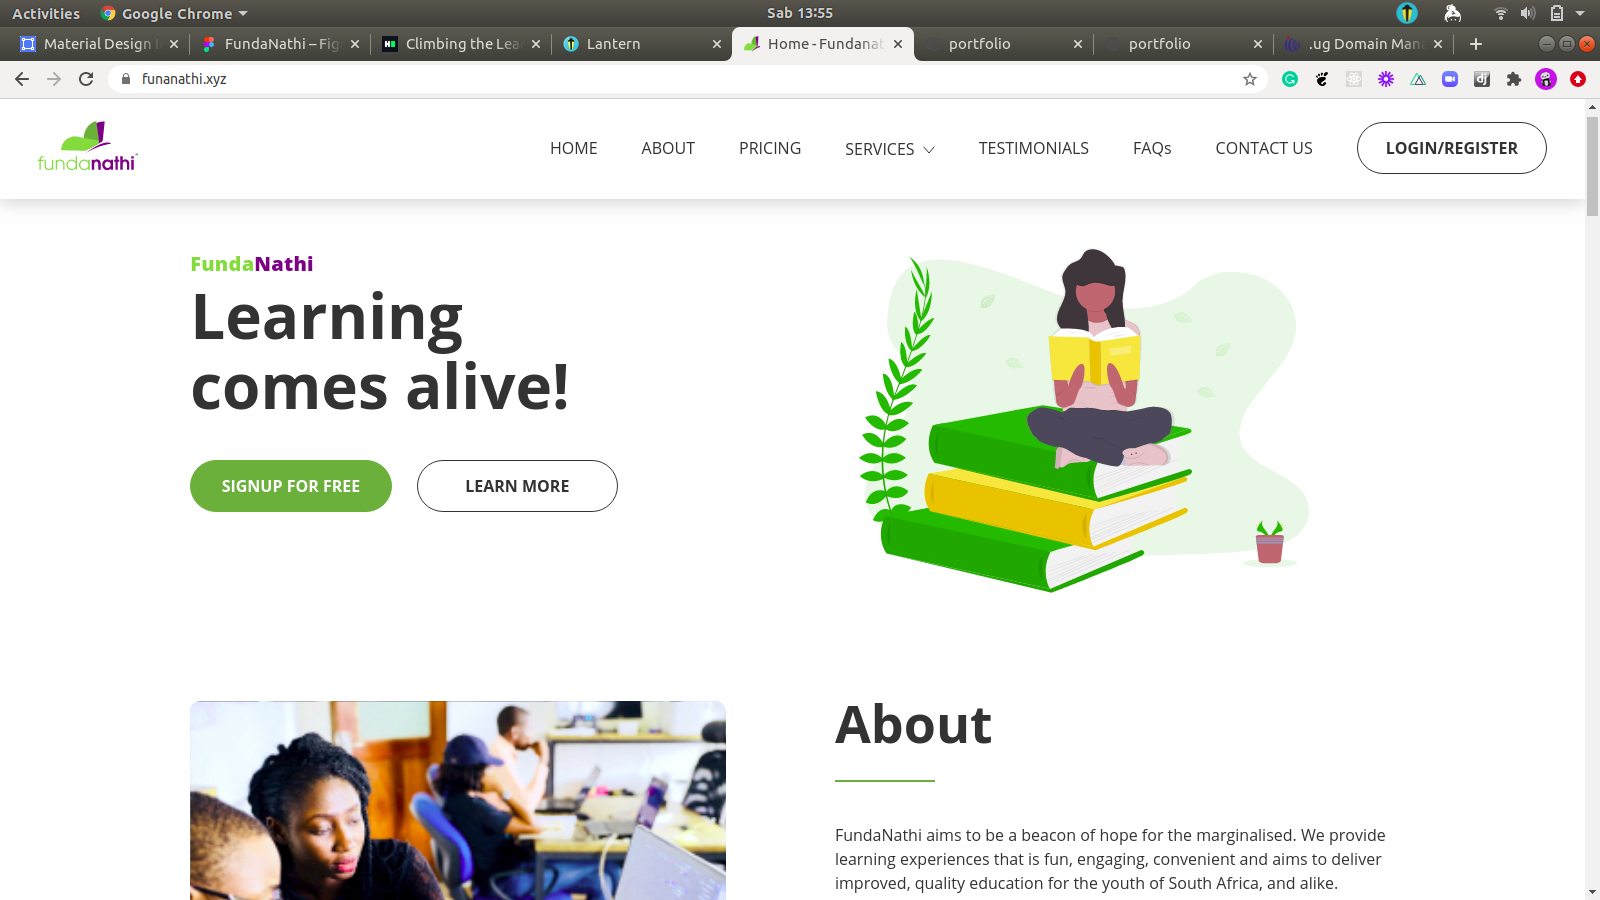 Activities
Google Chrome
Sab 13:55
Material Design
FundaNathi – Fig
Climbing the Lea
Lantern
Home - Fundanat
portfolio
portfolio
.ug Domain Man
funanathi.xyz
fundanathi
HOME
ABOUT
PRICING
SERVICES
TESTIMONIALS
FAQs
CONTACT US
LOGIN/REGISTER
FundaNathi
Learning
comes alive!
SIGNUP FOR FREE
LEARN MORE
About
FundaNathi aims to be a beacon of hope for the marginalised. We provide
learning experiences that is fun, engaging, convenient and aims to deliver
improved, quality education for the youth of South Africa, and alike.